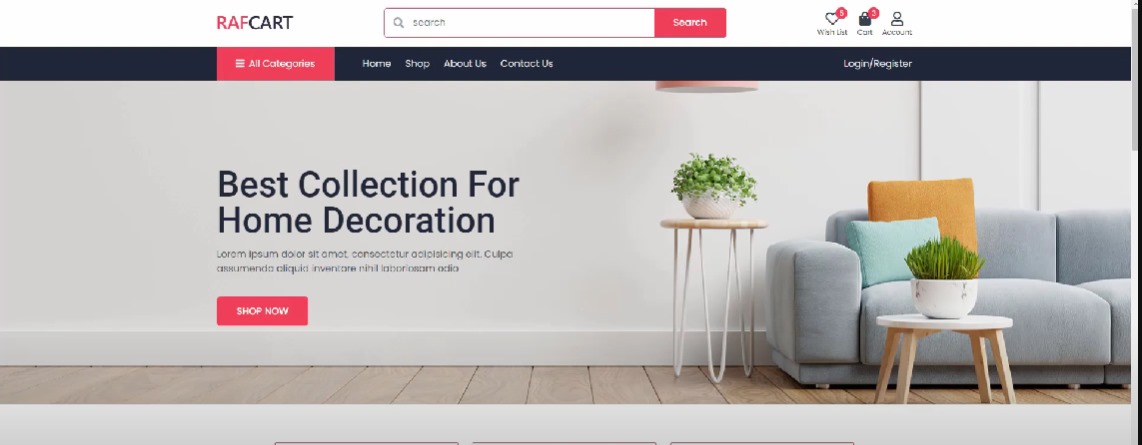 RAFCART
search
Search
5
3
Wish List
Cart
Account
All Categories
Home
Shop
About Us
Contact Us
Login/Register
Best Collection For
Home Decoration
Lorem ipsum dolor sit amet, consectetur adipisicing elit. Culpa
assumenda aliquid inventore nihil laboriosam odio
SHOP NOW